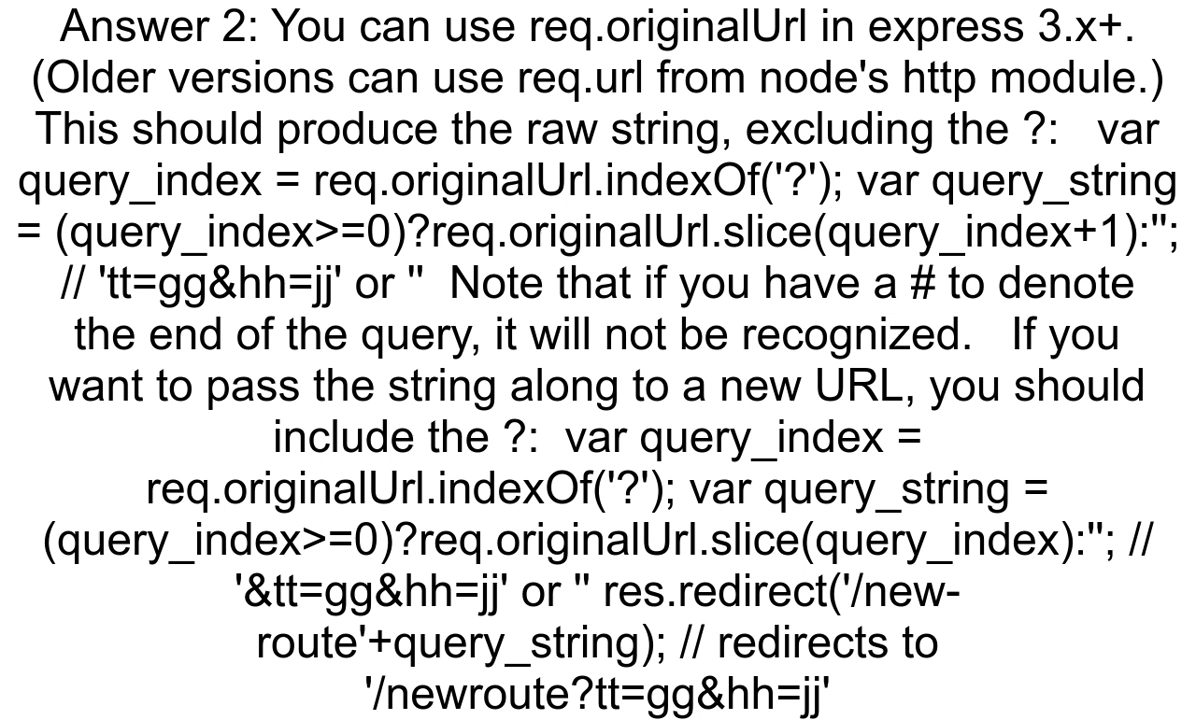 Answer 2: You can use req.originalUrl in express 3.x+.
(Older versions can use req.url from node's http module.)
This should produce the raw string, excluding the ?:   var
query_index = req.originalUrl.indexOf('?'); var query_string
= (query_index>=0)?req.originalUrl.slice(query_index+1):'';
// 'tt=gg&hh=jj' or ''  Note that if you have a # to denote
the end of the query, it will not be recognized.   If you
want to pass the string along to a new URL, you should
include the ?:  var query_index =
req.originalUrl.indexOf('?'); var query_string =
(query_index>=0)?req.originalUrl.slice(query_index):''; //
'&tt=gg&hh=jj' or '' res.redirect('/new-
route'+query_string); // redirects to
'/newroute?tt=gg&hh=jj'